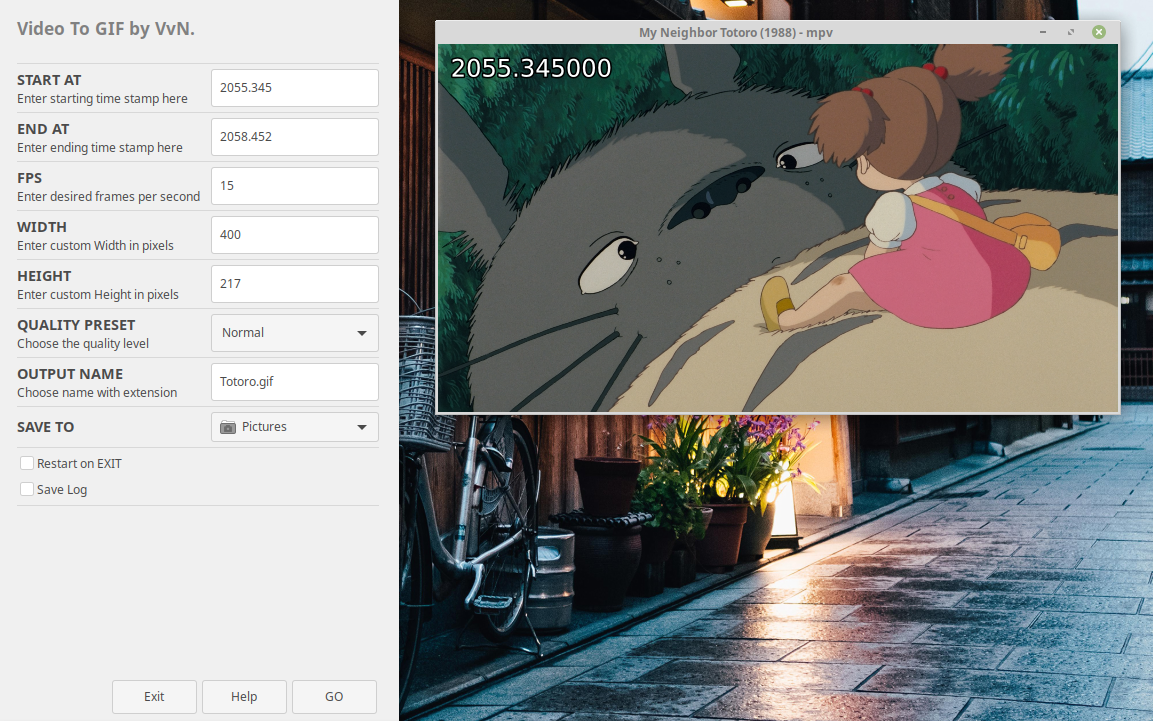 Video To GIF by VvN.
START AT
Enter starting time stamp here
2055.345
END AT
Enter ending time stamp here
2058.452
FPS
Enter desired frames per second
15
WIDTH
Enter custom Width in pixels
400
HEIGHT
Enter custom Height in pixels
217
QUALITY PRESET
Choose the quality level
Normal
OUTPUT NAME
Choose name with extension
Totoro.gif
SAVE TO
Pictures
Restart on EXIT
Save Log
Exit
Help
GO
My Neighbor Totoro (1988) - mpv
2055.345000